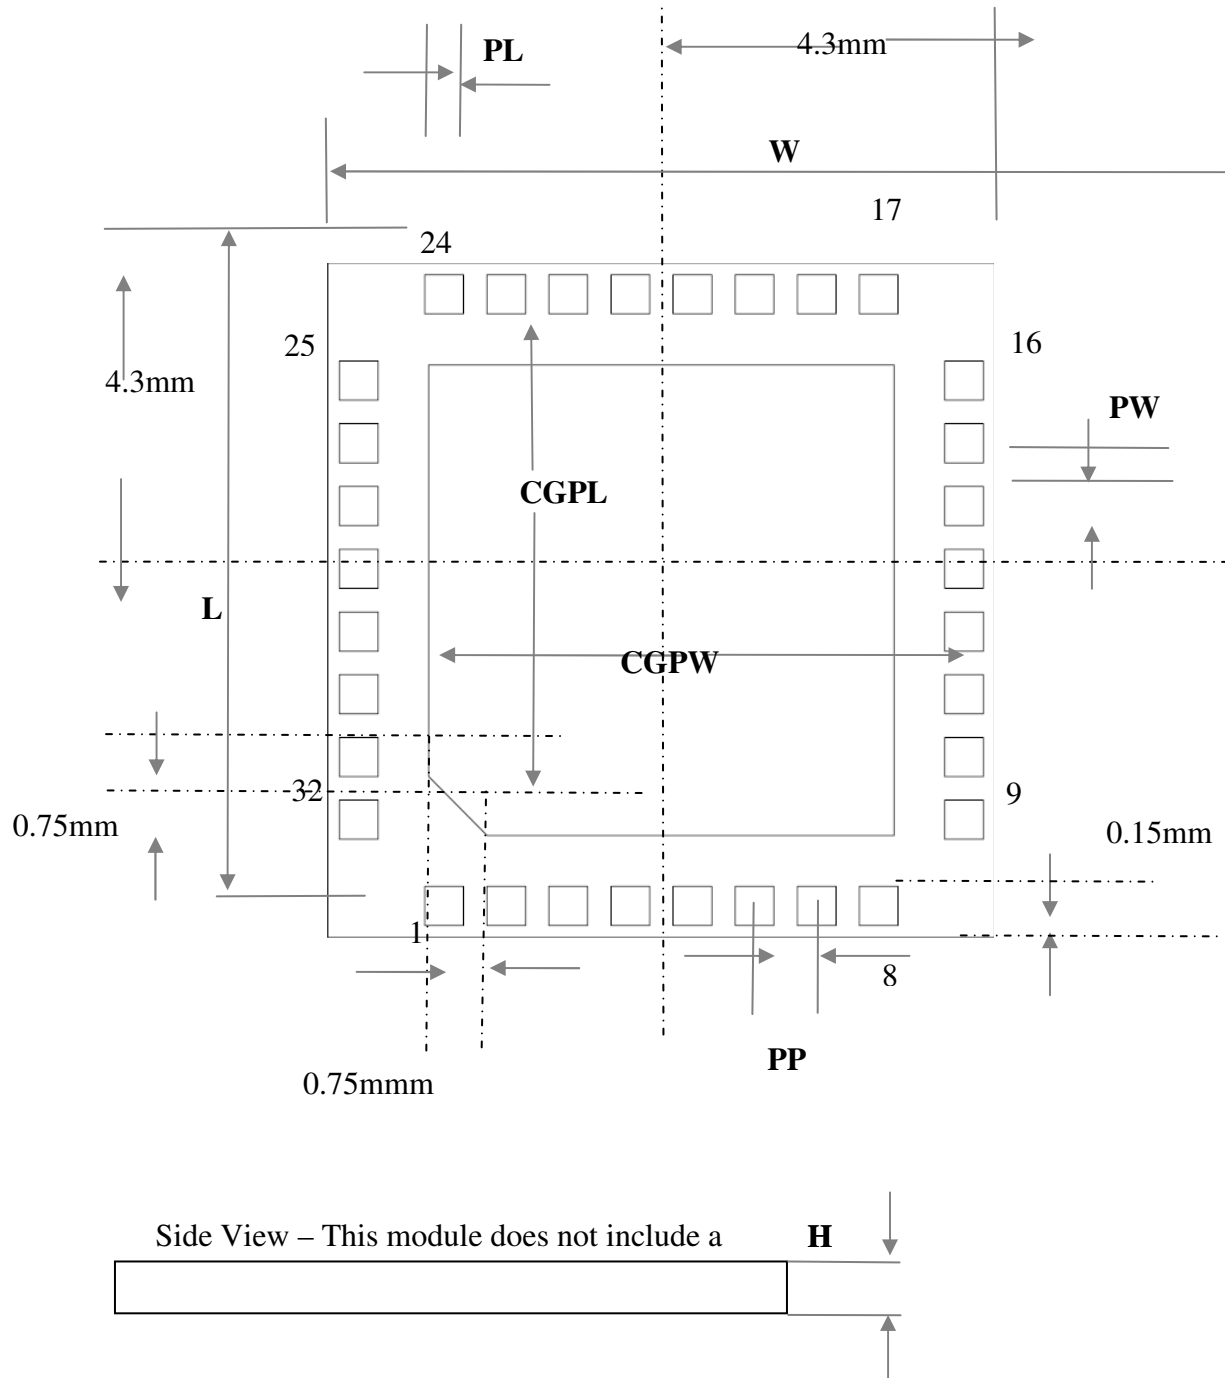 PL
4.3mm
W
17
24
25
16
4.3mm
PW
CGPL
L
CGPW
32
9
0.75mm
0.15mm
1
8
PP
0.75mmm
Side View – This module does not include a
H